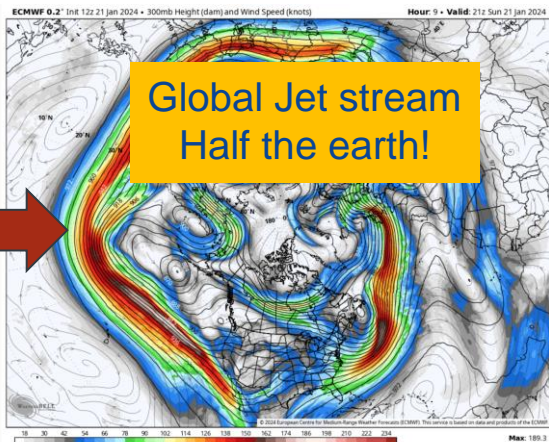 ECMWF 0.2° Init 12z 21 Jan 2024 • 300mb Height (dam) and Wind Speed (knots)
Hour: 9 • Valid: 21z Sun 21 Jan 2024
Global Jet stream
Half the earth!
10°N
20°N
180°
© 2024 European Centre for Medium-Range Weather Forecasts (ECMWF). This service is based on data and products of the ECMWF
18 30 42 54 66 78 90 102 114 126 138 150 162 174 186 198 210 222 234
Max: 189